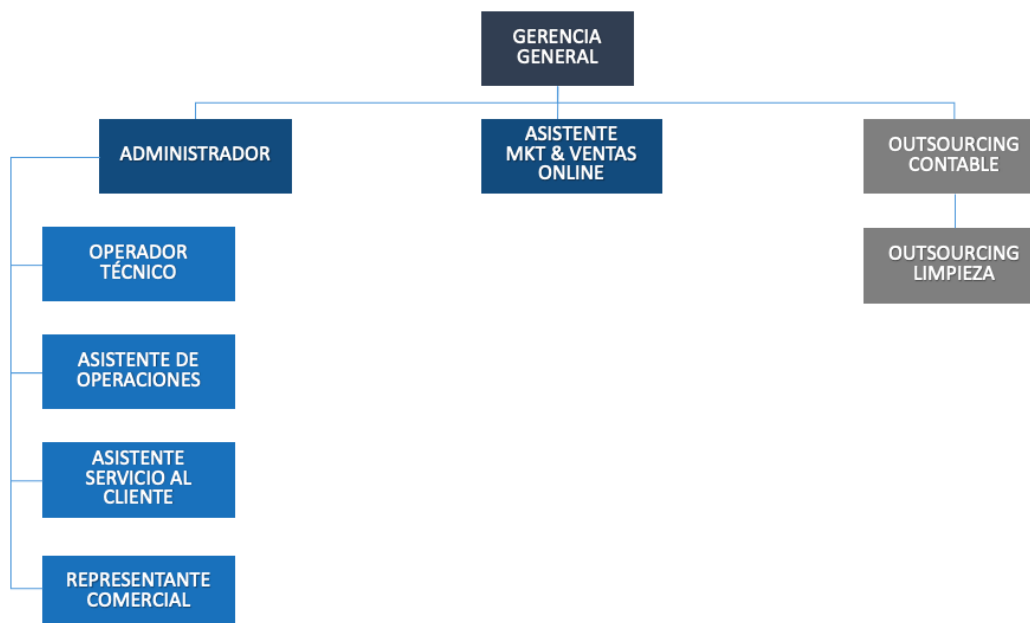 GERENCIA
GENERAL
ADMINISTRADOR
ASISTENTE
MKT & VENTAS
ONLINE
OUTSOURCING
CONTABLE
OPERADOR
TÉCNICO
OUTSOURCING
LIMPIEZA
ASISTENTE DE
OPERACIONES
ASISTENTE
SERVICIO AL
CLIENTE
REPRESENTANTE
COMERCIAL